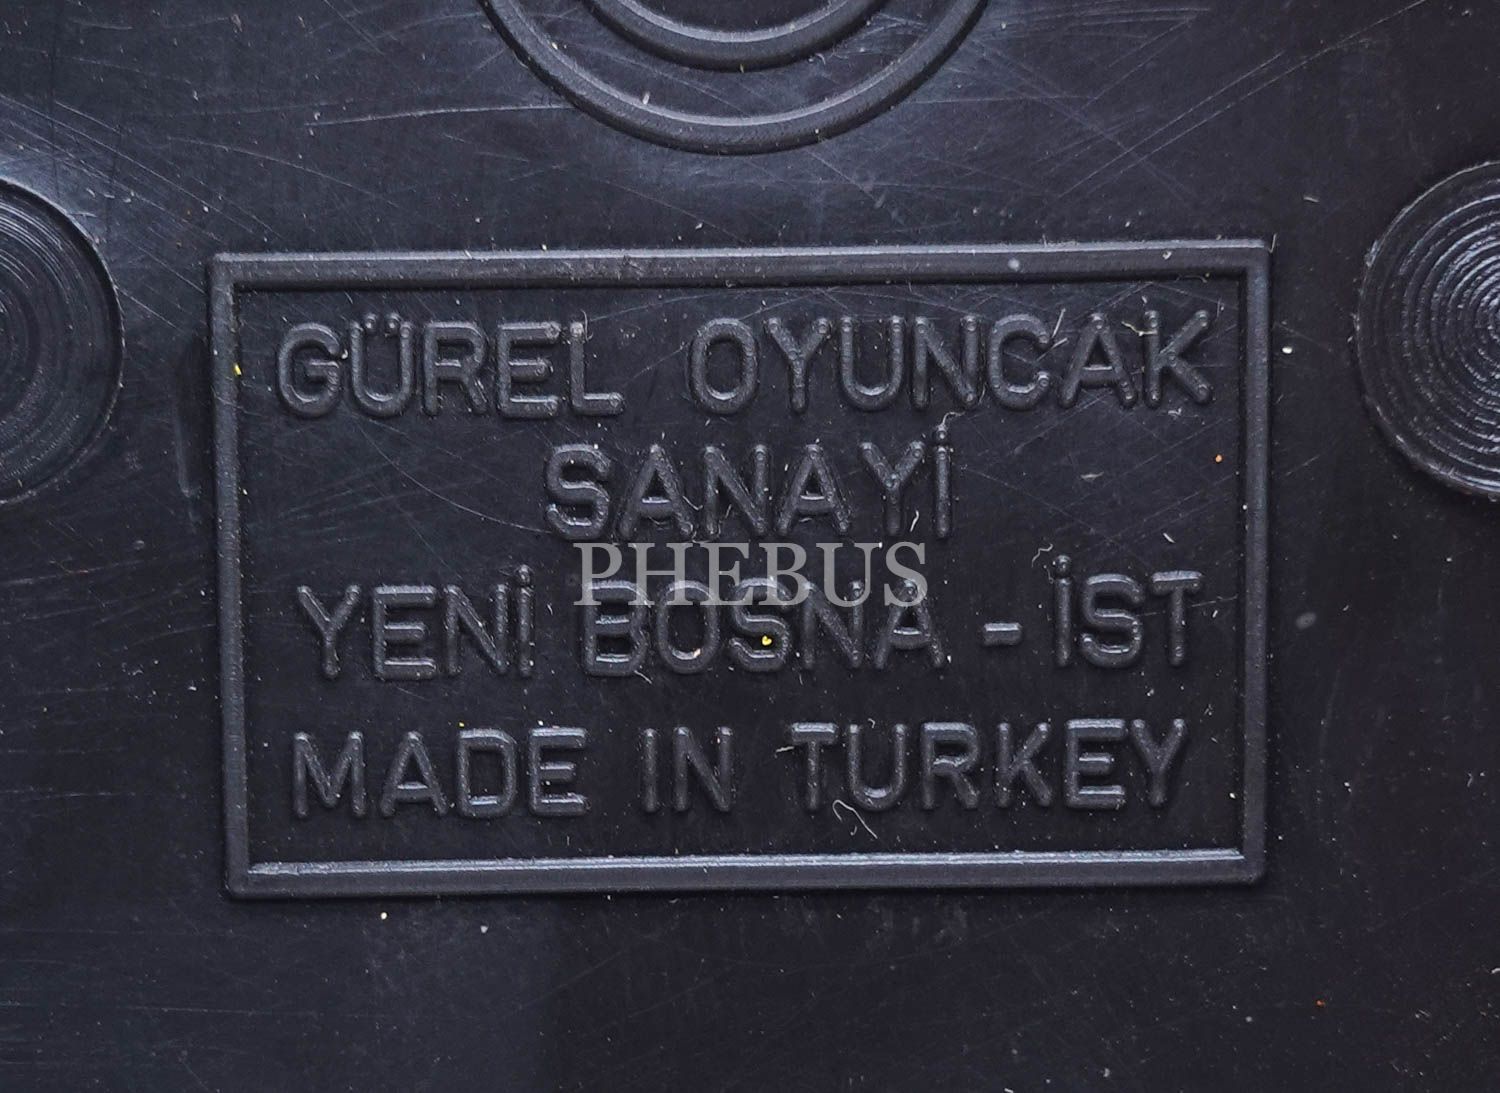 GÜREL OYUNCAK
SANAYİ
PHEBUS
YENİ BOSNA - İST
MADE IN TURKEY